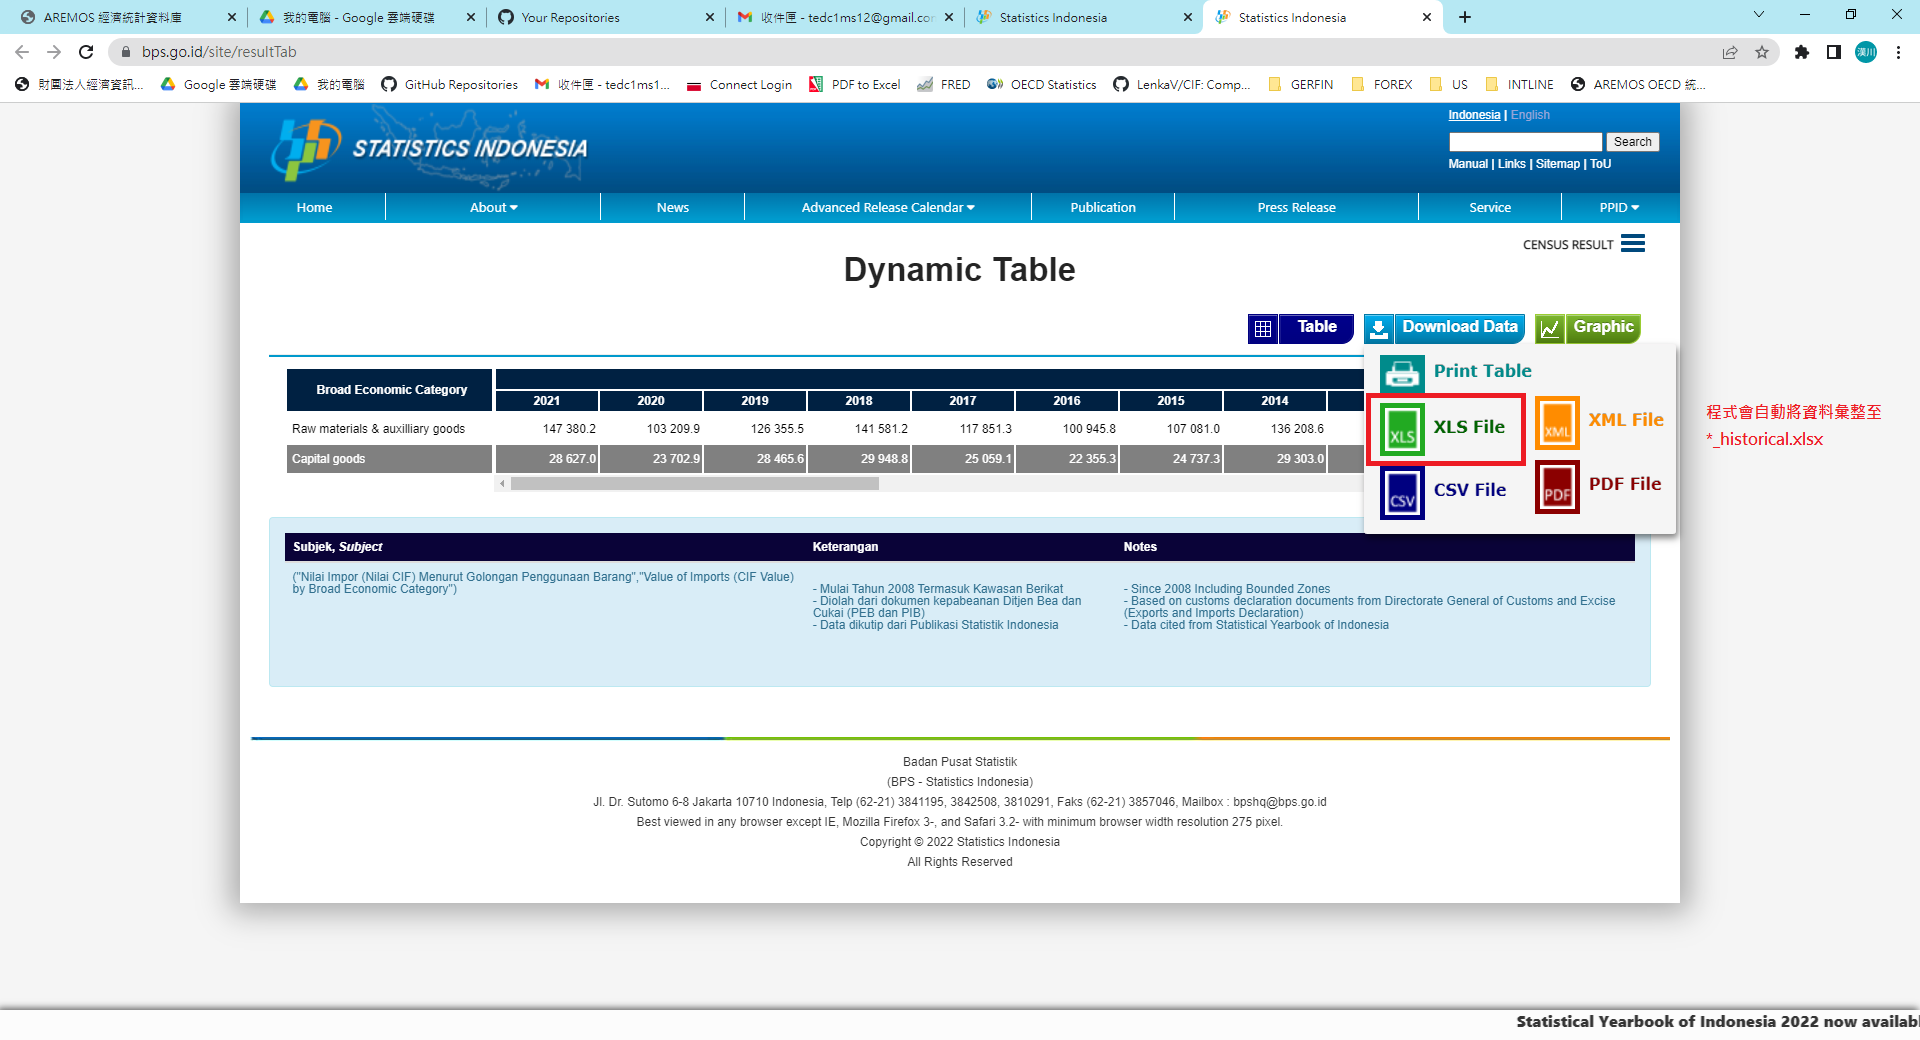 AREMOS 經濟統計資料庫
我的電腦 - Google 雲端硬碟
Your Repositories
收件匣 - tedc1ms12@gmail.cor
Statistics Indonesia
Statistics Indonesia
bps.go.id/site/resultTab
漢川
財團法人經濟資訊...
Google 雲端硬碟
我的電腦
GitHub Repositories
收件匣 - tedc1ms1...
Connect Login
PDF to Excel
FRED
OECD Statistics
LenkaV/CIF: Comp...
GERFIN
FOREX
US
INTLINE
AREMOS OECD 統...
STATISTICS INDONESIA
Indonesia | English
Search
Manual | Links | Sitemap | ToU
Home
About
News
Advanced Release Calendar
Publication
Press Release
Service
PPID
CENSUS RESULT
Dynamic Table
Table
Download Data
Graphic
Print Table
XLS
XLS File
XML
XML File
CSV
CSV File
PDF
PDF File
程式會自動將資料彙整至
*_historical.xlsx
Broad Economic Category
2021 2020 2019 2018 2017 2016 2015 2014
Raw materials & auxilliary goods 147 380.2 103 209.9 126 355.5 141 581.2 117 851.3 100 945.8 107 081.0 136 208.6
Capital goods 28 627.0 23 702.9 28 465.6 29 948.8 25 059.1 22 355.3 24 737.3 29 303.0
Subjek, Subject
Keterangan
Notes
("Nilai Impor (Nilai CIF) Menurut Golongan Penggunaan Barang","Value of Imports (CIF Value)
by Broad Economic Category")
- Mulai Tahun 2008 Termasuk Kawasan Berikat
- Diolah dari dokumen kepabeanan Ditjen Bea dan
Cukai (PEB dan PIB)
- Data dikutip dari Publikasi Statistik Indonesia
- Since 2008 Including Bounded Zones
- Based on customs declaration documents from Directorate General of Customs and Excise
(Exports and Imports Declaration)
- Data cited from Statistical Yearbook of Indonesia
Badan Pusat Statistik
(BPS - Statistics Indonesia)
Jl. Dr. Sutomo 6-8 Jakarta 10710 Indonesia, Telp (62-21) 3841195, 3842508, 3810291, Faks (62-21) 3857046, Mailbox : bpshq@bps.go.id
Best viewed in any browser except IE, Mozilla Firefox 3-, and Safari 3.2- with minimum browser width resolution 275 pixel.
Copyright © 2022 Statistics Indonesia
All Rights Reserved
Statistical Yearbook of Indonesia 2022 now availabl